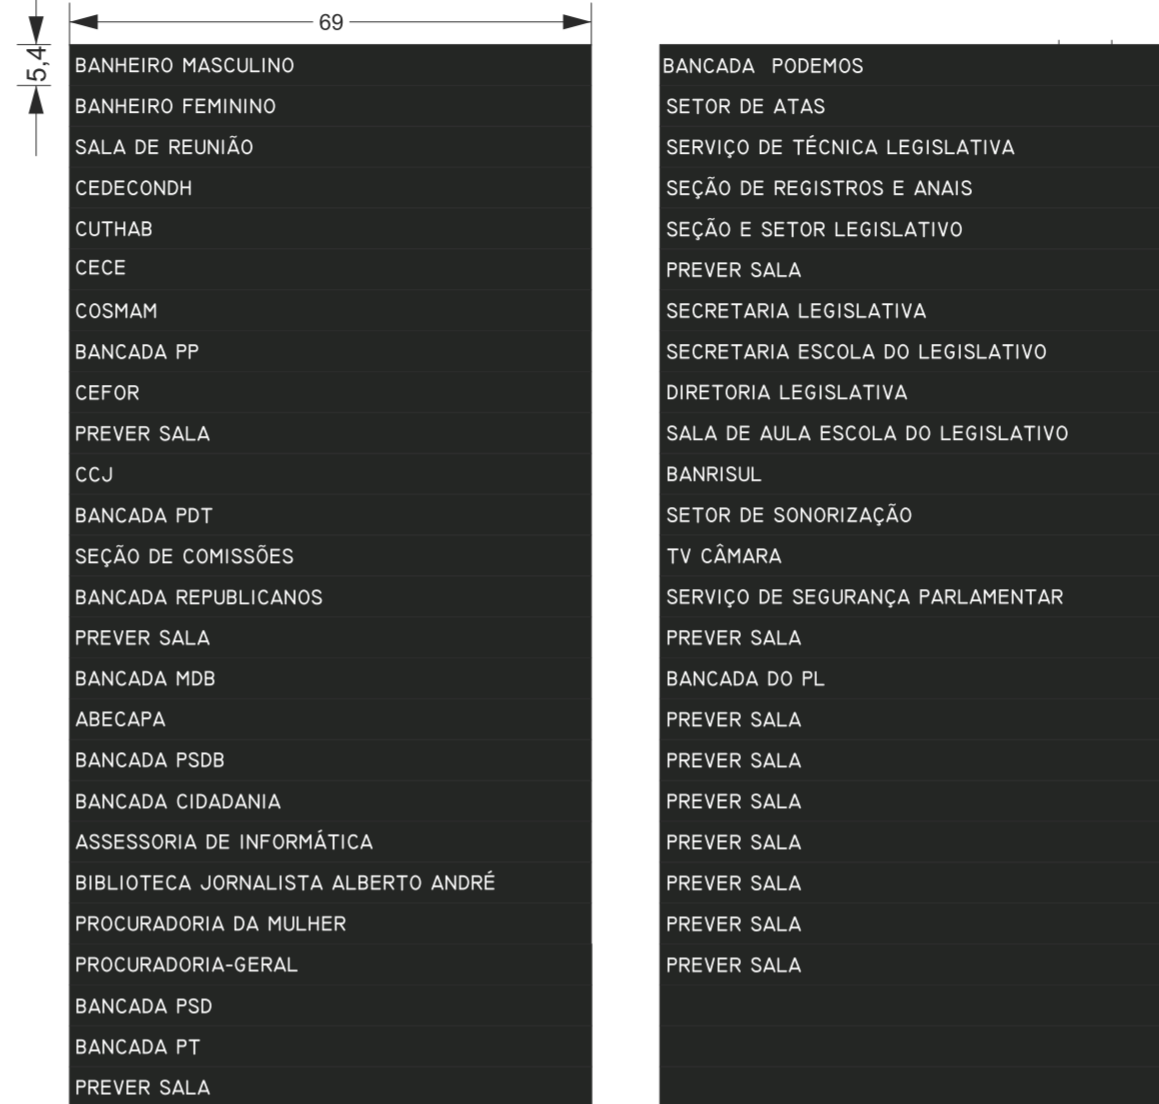 69
5,4
BANHEIRO MASCULINO
BANHEIRO FEMININO
SALA DE REUNIÃO
CEDECONDH
CUTHAB
CECE
COSMAM
BANCADA PP
CEFOR
PREVER SALA
CCJ
BANCADA PDT
SEÇÃO DE COMISSÕES
BANCADA REPUBLICANOS
PREVER SALA
BANCADA MDB
ABECAPA
BANCADA PSDB
BANCADA CIDADANIA
ASSESSORIA DE INFORMÁTICA
BIBLIOTECA JORNALISTA ALBERTO ANDRÉ
PROCURADORIA DA MULHER
PROCURADORIA-GERAL
BANCADA PSD
BANCADA PT
PREVER SALA
BANCADA PODEMOS
SETOR DE ATAS
SERVIÇO DE TÉCNICA LEGISLATIVA
SEÇÃO DE REGISTROS E ANAIS
SEÇÃO E SETOR LEGISLATIVO
PREVER SALA
SECRETARIA LEGISLATIVA
SECRETARIA ESCOLA DO LEGISLATIVO
DIRETORIA LEGISLATIVA
SALA DE AULA ESCOLA DO LEGISLATIVO
BANRISUL
SETOR DE SONORIZAÇÃO
TV CÂMARA
SERVIÇO DE SEGURANÇA PARLAMENTAR
PREVER SALA
BANCADA DO PL
PREVER SALA
PREVER SALA
PREVER SALA
PREVER SALA
PREVER SALA
PREVER SALA
PREVER SALA